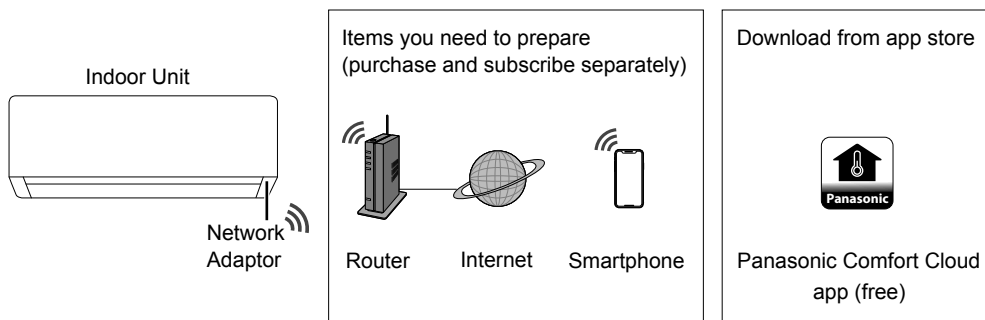 Indoor Unit
Network
Adaptor
Items you need to prepare
(purchase and subscribe separately)
Router
Internet
Smartphone
Download from app store
Panasonic
Panasonic Comfort Cloud
app (free)